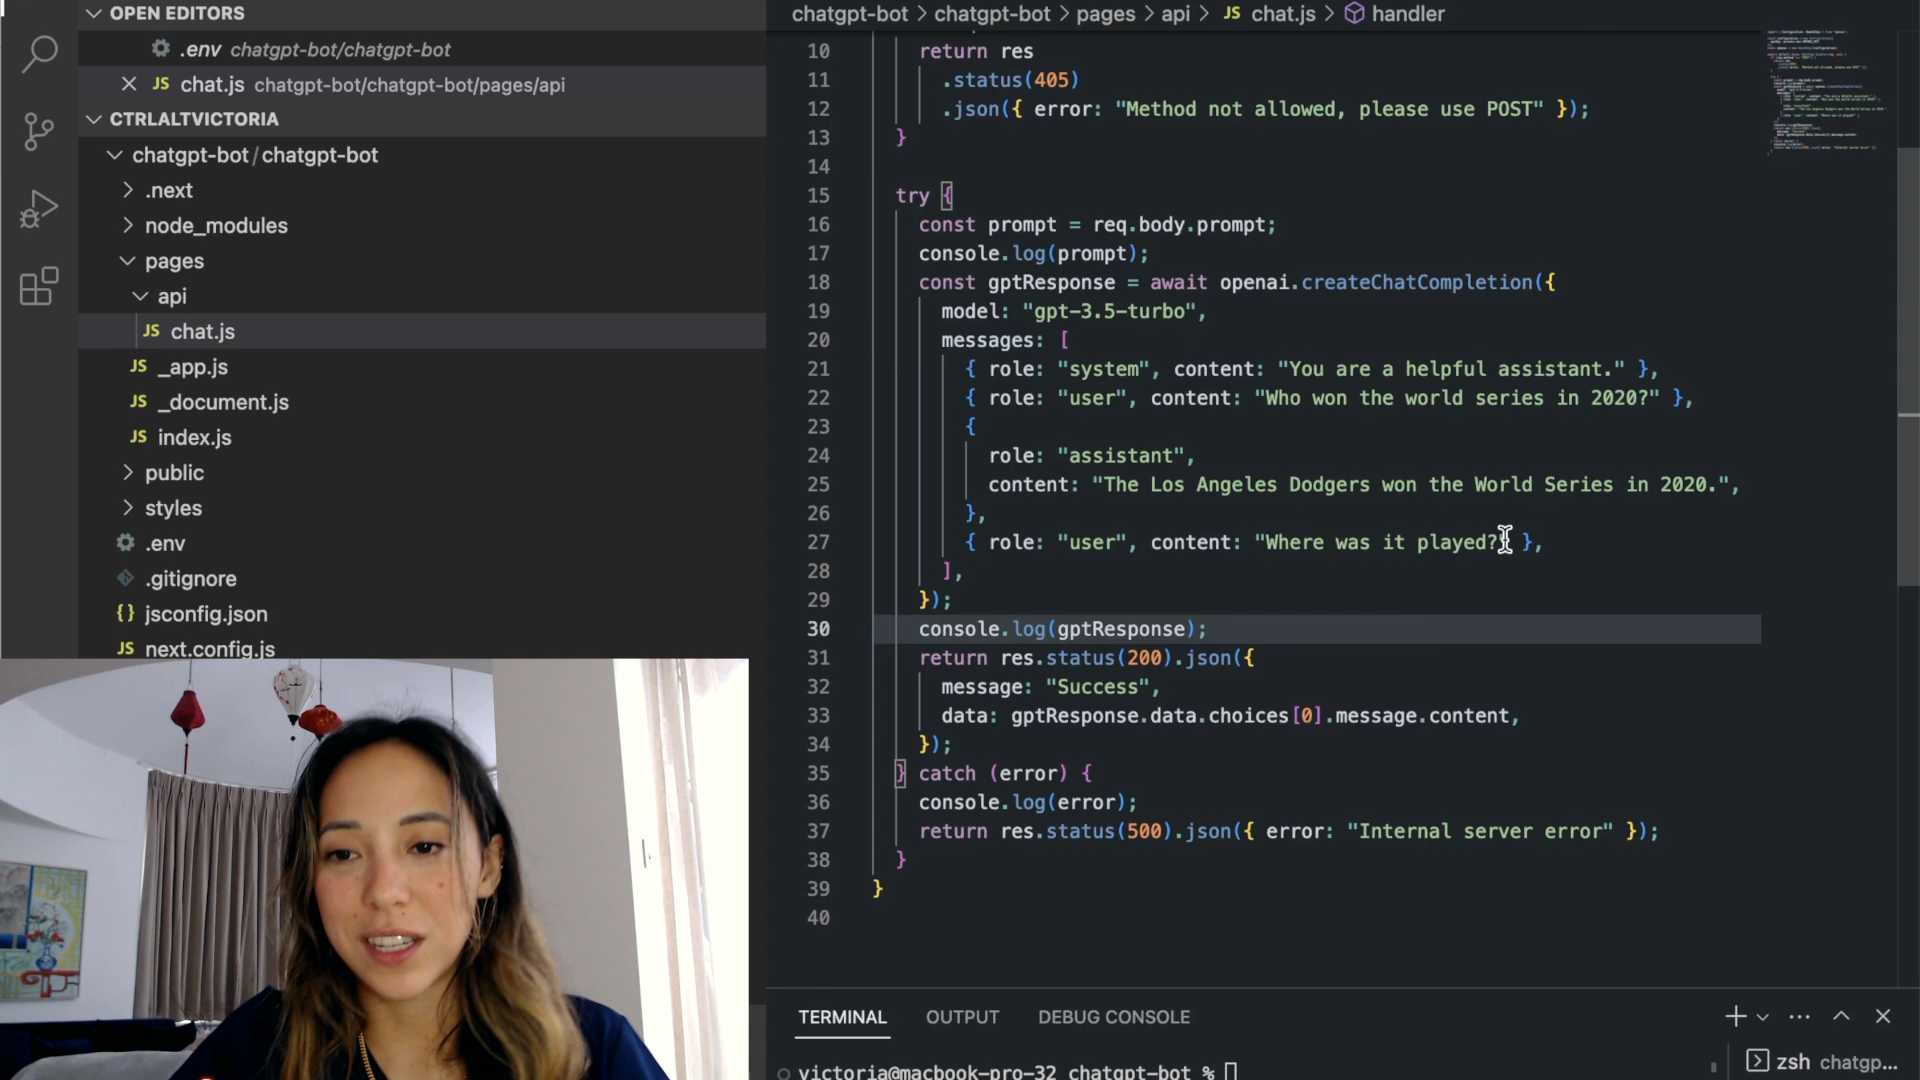 OPEN EDITORS
.env chatgpt-bot/chatgpt-bot
JS chat.js chatgpt-bot/chatgpt-bot/pages/api
CTRLALTVICTORIA
chatgpt-bot/chatgpt-bot
.next
node_modules
pages
api
JS chat.js
JS _app.js
JS _document.js
JS index.js
public
styles
.env
.gitignore
{} jsconfig.json
JS next.config.js
chatgpt-bot > chatgpt-bot > pages > api > JS chat.js > handler
10 return res
11 .status(405)
12 .json({ error: "Method not allowed, please use POST" });
13 }
14
15 try {
16 const prompt = req.body.prompt;
17 console.log(prompt);
18 const gptResponse = await openai.createChatCompletion({
19 model: "gpt-3.5-turbo",
20 messages: [
21 { role: "system", content: "You are a helpful assistant." },
22 { role: "user", content: "Who won the world series in 2020?" },
23 {
24 role: "assistant",
25 content: "The Los Angeles Dodgers won the World Series in 2020.",
26 },
27 { role: "user", content: "Where was it played?" },
28 ],
29 });
30 console.log(gptResponse);
31 return res.status(200).json({
32 message: "Success",
33 data: gptResponse.data.choices[0].message.content,
34 });
35 } catch (error) {
36 console.log(error);
37 return res.status(500).json({ error: "Internal server error" });
38 }
39 }
40
TERMINAL OUTPUT DEBUG CONSOLE
victoria@macbook-pro-32 chatgpt-bot %
zsh chatgp...